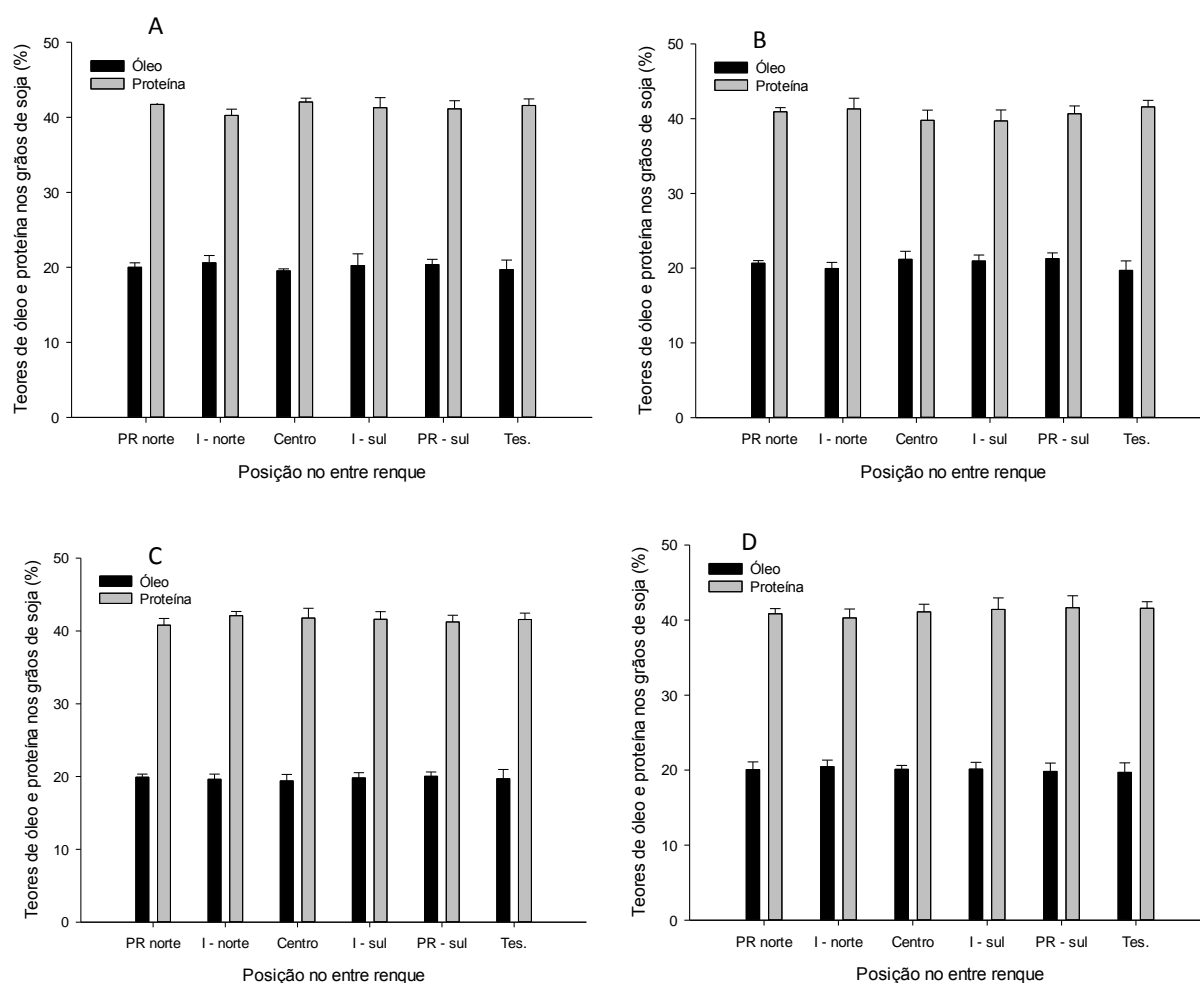 A
Teores de óleo e proteína nos grãos de soja (%)
50
40
30
20
10
0
Óleo
Proteína
PR norte I - norte Centro I - sul PR - sul Tes.
Posição no entre renque
B
Teores de óleo e proteína nos grãos de soja (%)
50
40
30
20
10
0
Óleo
Proteína
PR norte I - norte Centro I - sul PR - sul Tes.
Posição no entre renque
C
Teores de óleo e proteína nos grãos de soja (%)
50
40
30
20
10
0
Óleo
Proteína
PR norte I - norte Centro I - sul PR - sul Tes.
Posição no entre renque
D
Teores de óleo e proteína nos grãos de soja (%)
50
40
30
20
10
0
Óleo
Proteína
PR norte I - norte Centro I - sul PR - sul Tes.
Posição no entre renque